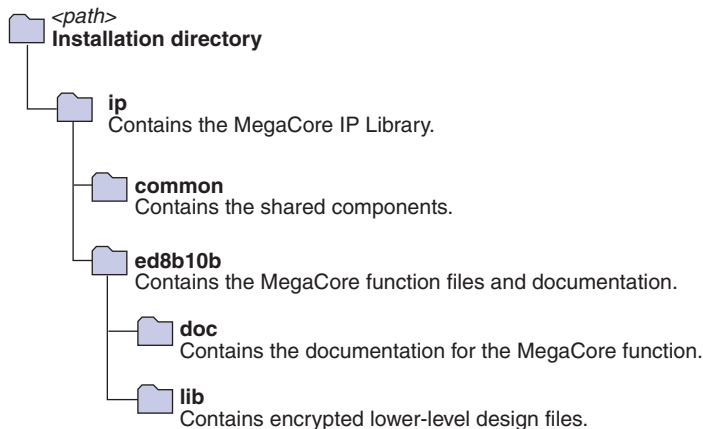 <path>
Installation directory
ip
Contains the MegaCore IP Library.
common
Contains the shared components.
ed8b10b
Contains the MegaCore function files and documentation.
doc
Contains the documentation for the MegaCore function.
lib
Contains encrypted lower-level design files.